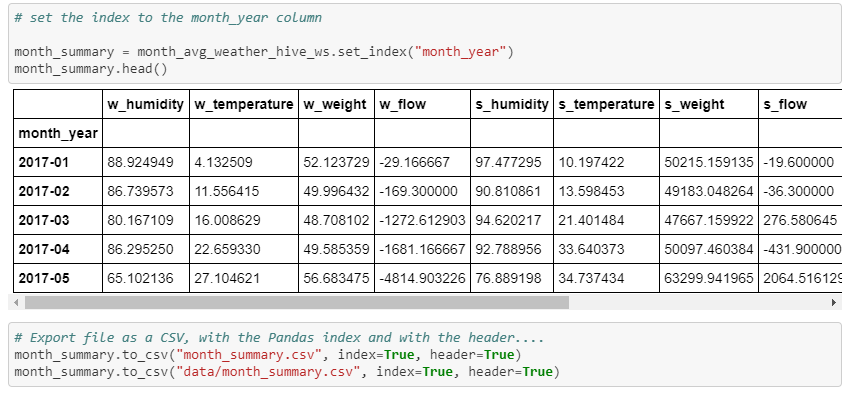 # set the index to the month_year column
month_summary = month_avg_weather_hive_ws.set_index("month_year")
month_summary.head()
w_humidity w_temperature w_weight w_flow s_humidity s_temperature s_weight s_flow
month_year
2017-01 88.924949 4.132509 52.123729 -29.166667 97.477295 10.197422 50215.159135 -19.600000
2017-02 86.739573 11.556415 49.996432 -169.300000 90.810861 13.598453 49183.048264 -36.300000
2017-03 80.167109 16.008629 48.708102 -1272.612903 94.620217 21.401484 47667.159922 276.580645
2017-04 86.295250 22.659330 49.585359 -1681.166667 92.788956 33.640373 50097.460384 -431.900000
2017-05 65.102136 27.104621 56.683475 -4814.903226 76.889198 34.737434 63299.941965 2064.516129
# Export file as a CSV, with the Pandas index and with the header....
month_summary.to_csv("month_summary.csv", index=True, header=True)
month_summary.to_csv("data/month_summary.csv", index=True, header=True)